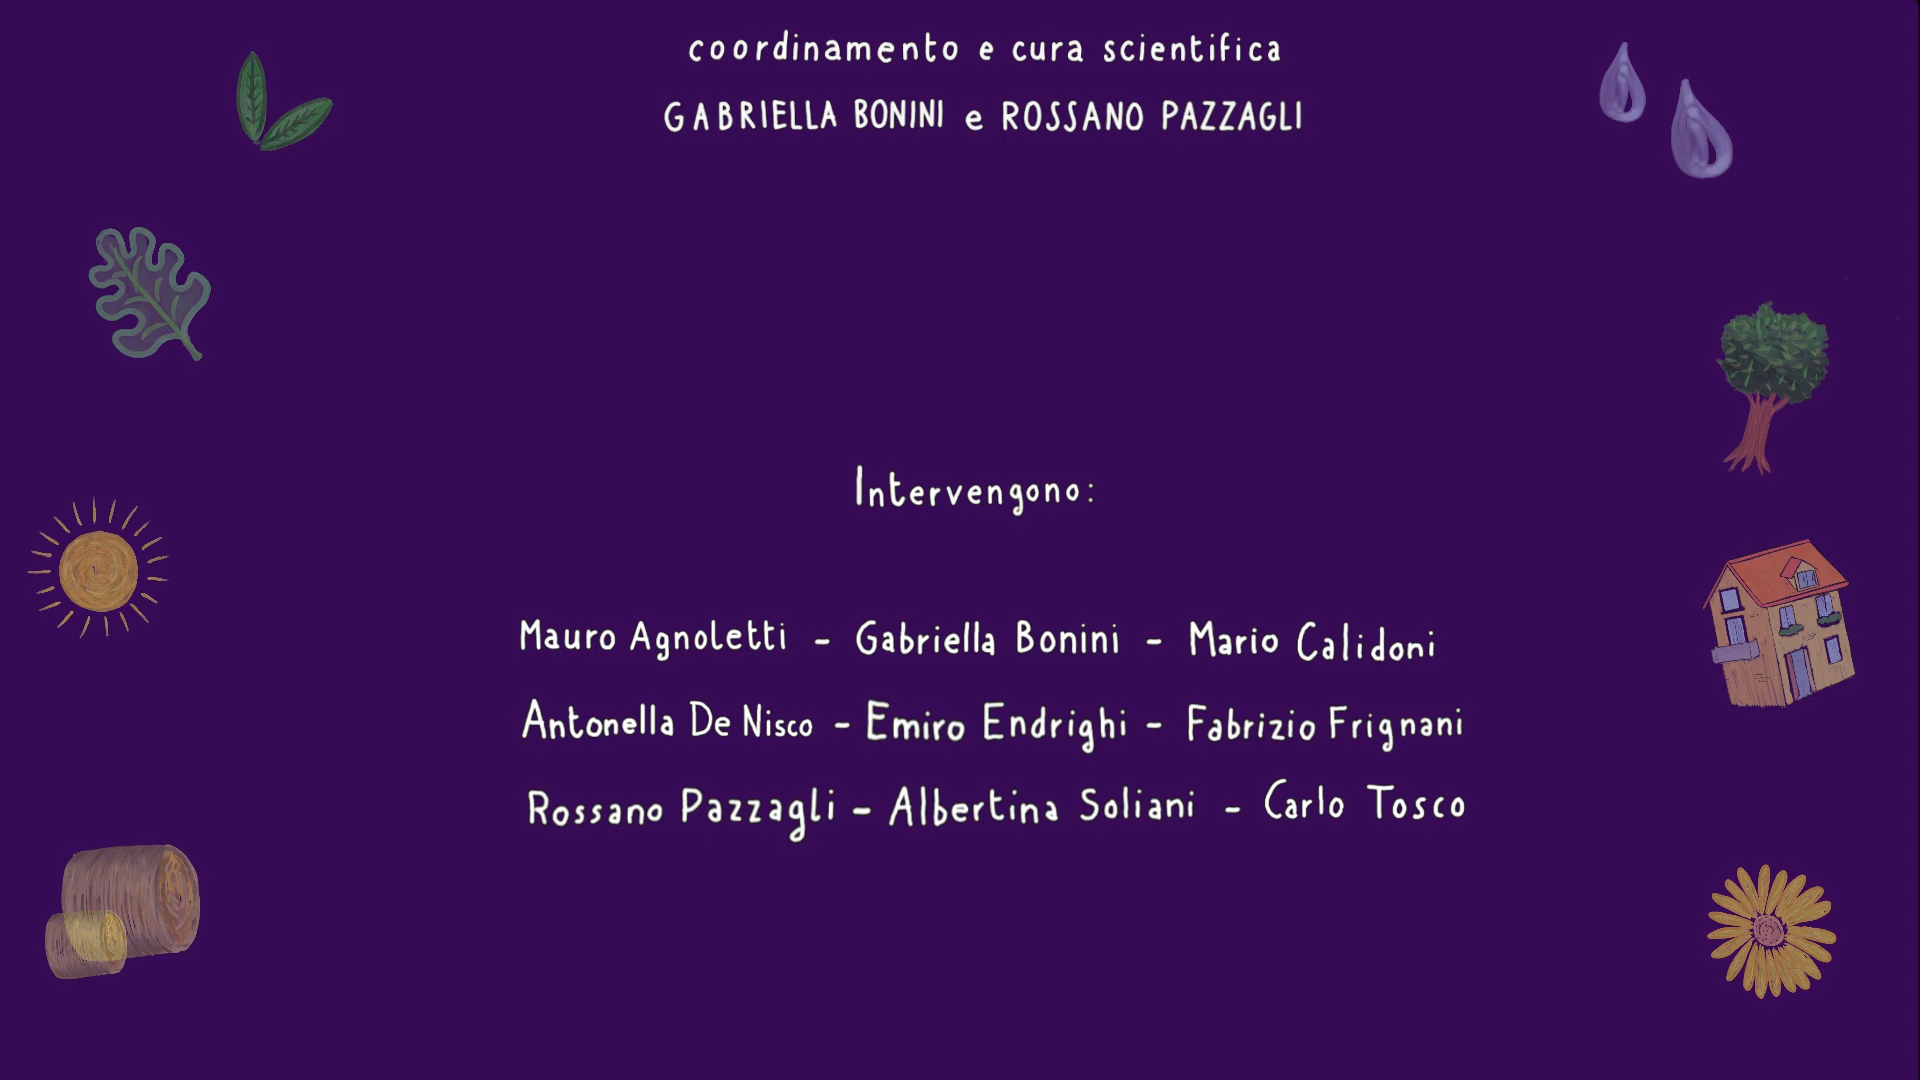 coordinamento e cura scientifica
GABRIELLA BONINI e ROSSANO PAZZAGLI
Intervengono:
Mauro Agnoletti - Gabriella Bonini - Mario Calidoni
Antonella De Nisco - Emiro Endrighi - Fabrizio Frignani
Rossano Pazzagli - Albertina Soliani - Carlo Tosco